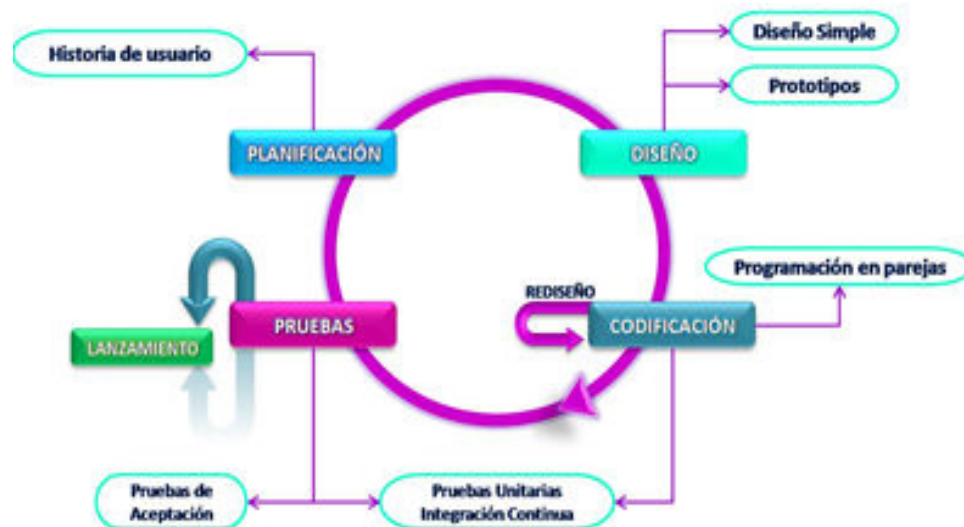 Historia de usuario
Diseño Simple
Prototipos
PLANIFICACIÓN
DISEÑO
Programación en parejas
REDISEÑO
PRUEBAS
CODIFICACIÓN
LANZAMIENTO
Pruebas de
Aceptación
Pruebas Unitarias
Integración Continua